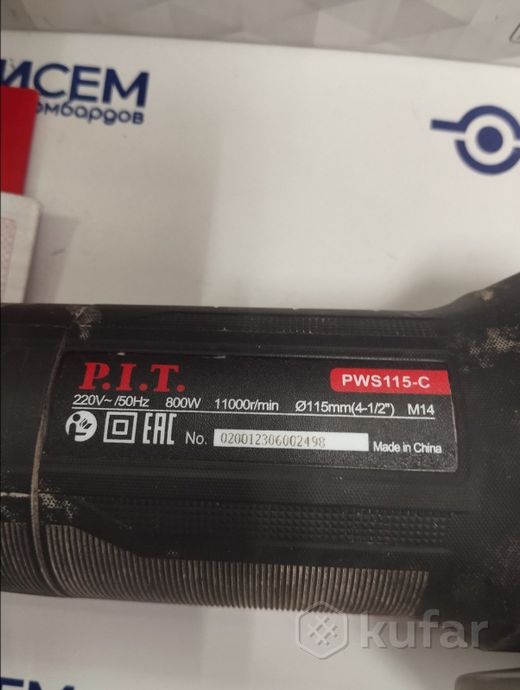 ИСЕМ
омбардов
P.I.T.
PWS115-C
220V~/50Hz 800W 11000r/min Ø115mm(4-1/2") M14
EAC No. 020012306002498 Made in China
kufar